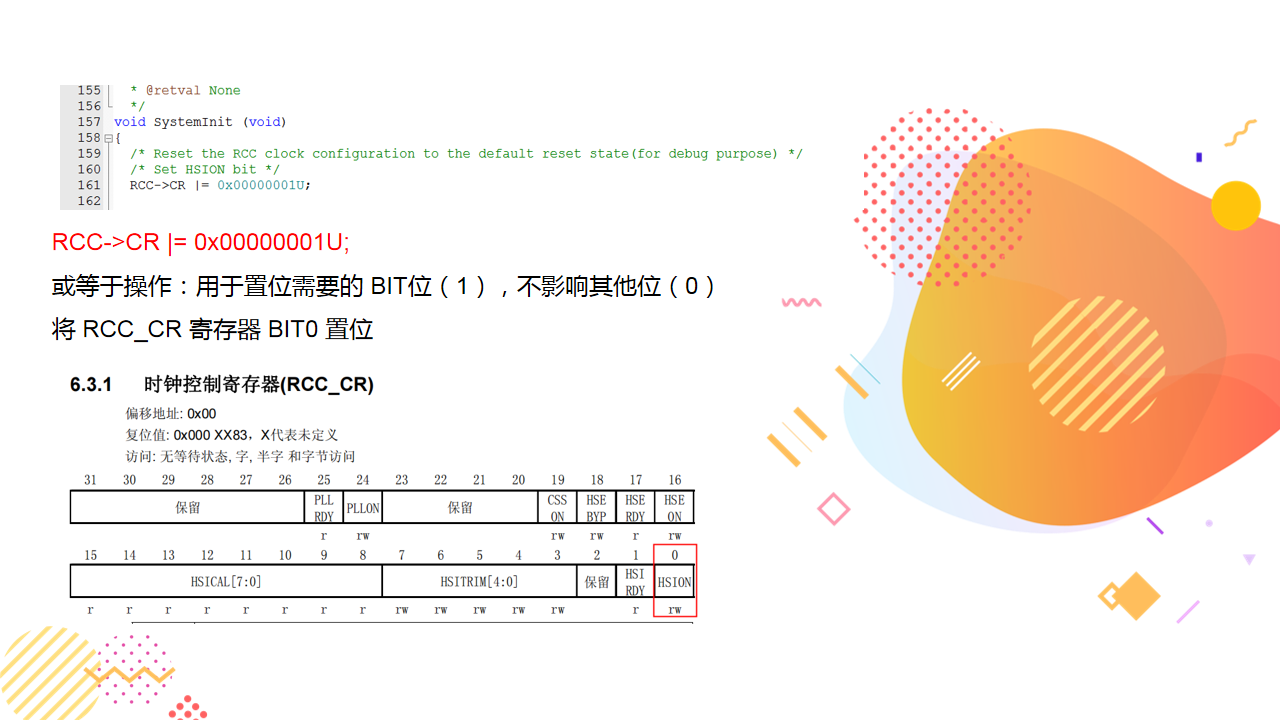 155 * @retval None
156 */
157 void SystemInit (void)
158 {
159 /* Reset the RCC clock configuration to the default reset state(for debug purpose) */
160 /* Set HSION bit */
161 RCC->CR |= 0x00000001U;
162
RCC->CR |= 0x00000001U;
或等于操作：用于置位需要的 BIT位（1），不影响其他位（0）
将 RCC_CR 寄存器 BIT0 置位
6.3.1 时钟控制寄存器(RCC_CR)
偏移地址: 0x00
复位值: 0x000 XX83，X代表未定义
访问: 无等待状态, 字, 半字 和字节访问
31 30 29 28 27 26 25 24 23 22 21 20 19 18 17 16
保留 PLL RDY PLLON 保留 CSS ON HSE BYP HSE RDY HSE ON
r rw rw rw r rw
15 14 13 12 11 10 9 8 7 6 5 4 3 2 1 0
HSICAL[7:0] HSITRIM[4:0] 保留 HSI RDY HSION
r r r r r r r r rw rw rw rw rw r rw